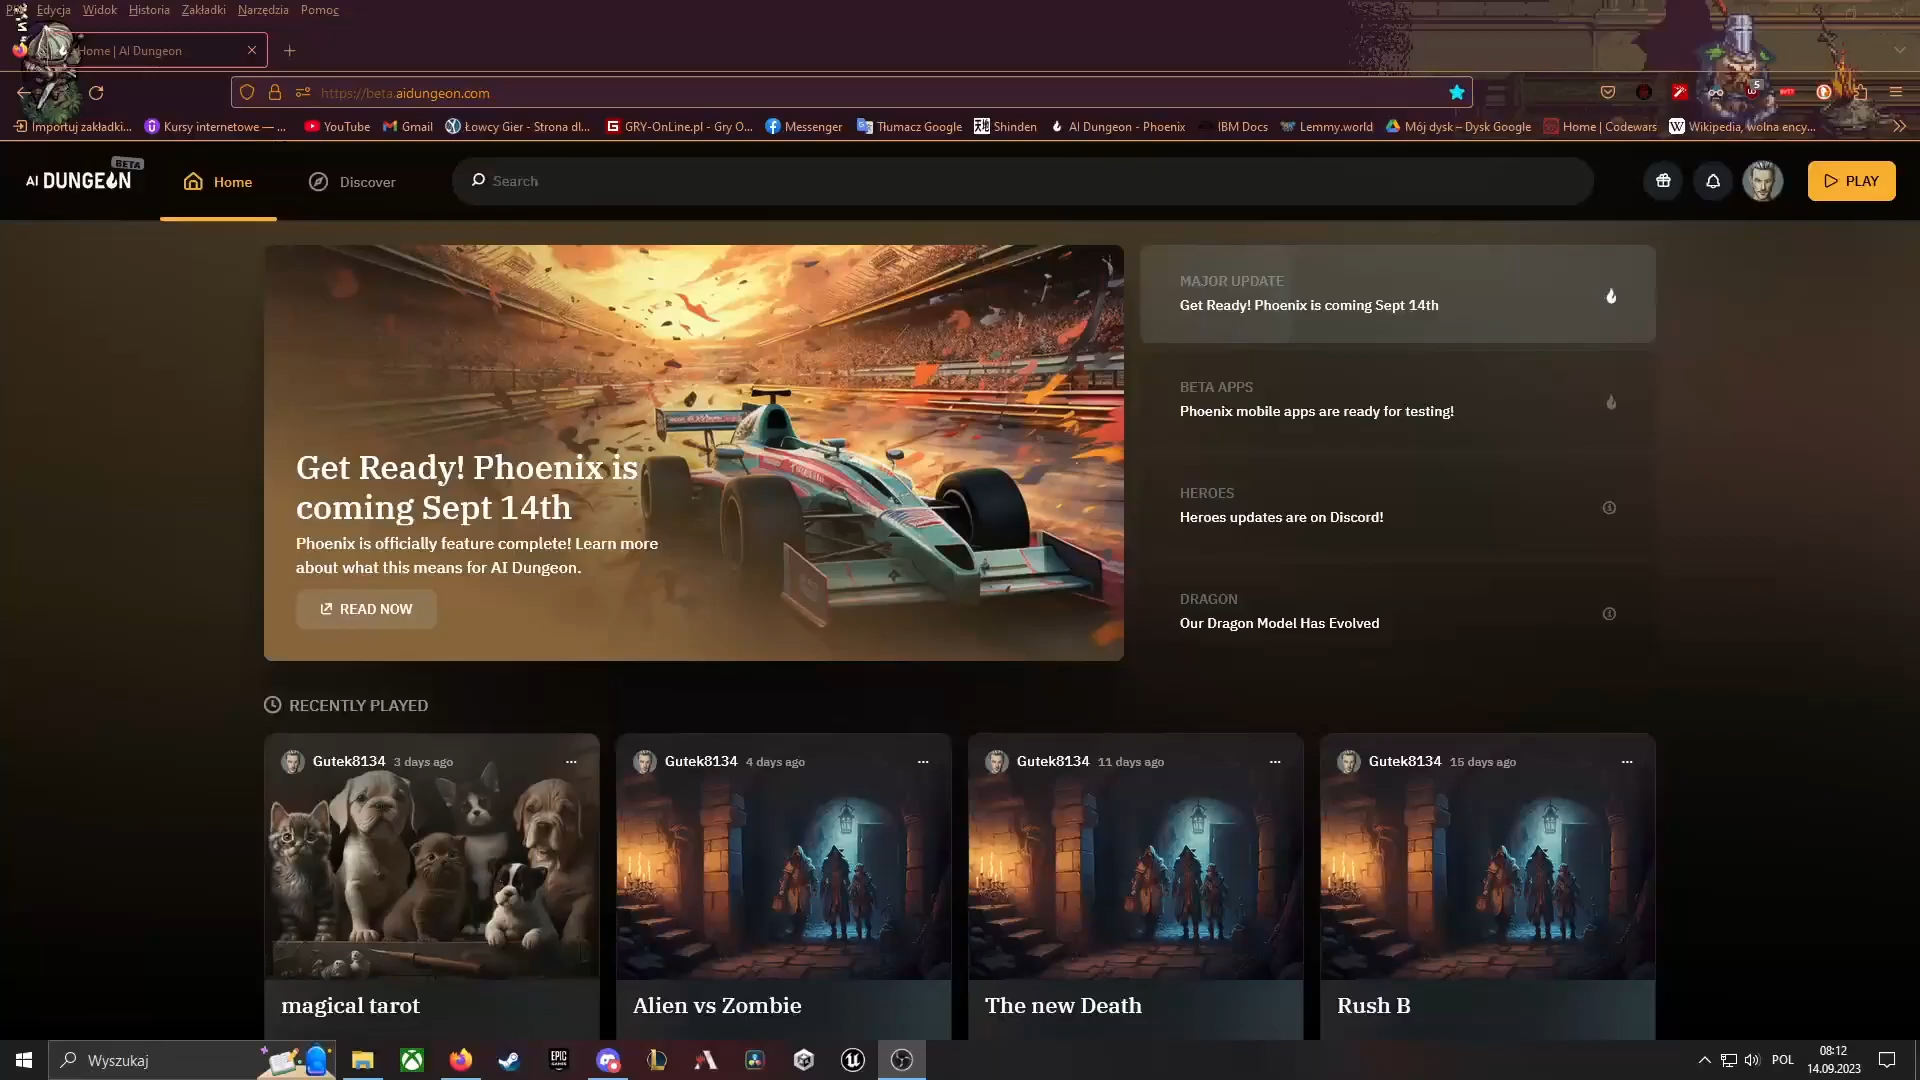 Edycja Widok Historia Zakładki Narzędzia Pomoc
Home | AI Dungeon
https://beta.aidungeon.com
Importuj zakładki... Kursy internetowe — ... YouTube Gmail Łowcy Gier - Strona dl... GRY-OnLine.pl - Gry O... Messenger Tłumacz Google Shinden AI Dungeon - Phoenix IBM Docs Lemmy.world Mój dysk – Dysk Google Home | Codewars Wikipedia, wolna ency...
AI DUNGEON BETA Home Discover Search PLAY
Get Ready! Phoenix is
coming Sept 14th
Phoenix is officially feature complete! Learn more
about what this means for AI Dungeon.
READ NOW
MAJOR UPDATE
Get Ready! Phoenix is coming Sept 14th
BETA APPS
Phoenix mobile apps are ready for testing!
HEROES
Heroes updates are on Discord!
DRAGON
Our Dragon Model Has Evolved
RECENTLY PLAYED
Gutek8134 3 days ago
magical tarot
Gutek8134 4 days ago
Alien vs Zombie
Gutek8134 11 days ago
The new Death
Gutek8134 15 days ago
Rush B
Wyszukaj
EPIC GAMES
POL
08:12
14.09.2023